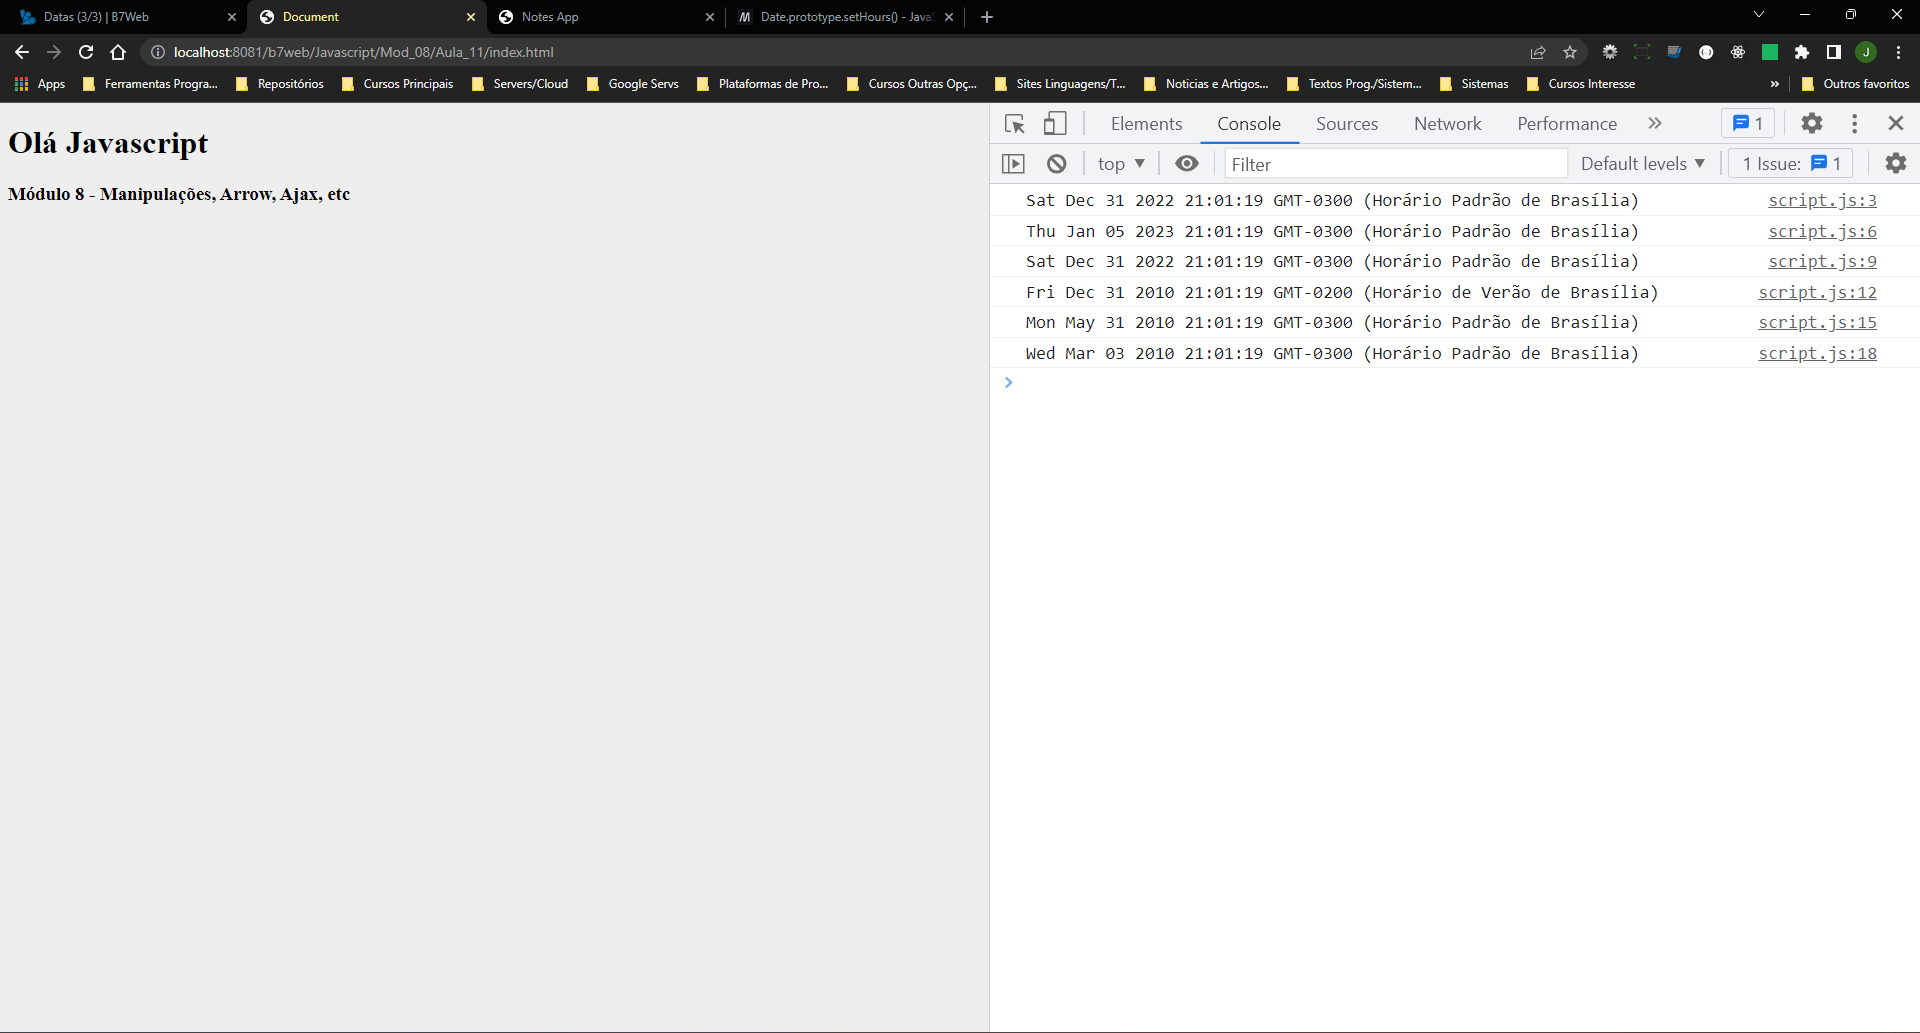 Datas (3/3) | B7Web
Document
Notes App
Date.prototype.setHours() - JavaS
localhost:8081/b7web/Javascript/Mod_08/Aula_11/index.html
J
Apps
Ferramentas Progra...
Repositórios
Cursos Principais
Servers/Cloud
Google Servs
Plataformas de Pro...
Cursos Outras Opç...
Sites Linguagens/T...
Noticias e Artigos...
Textos Prog./Sistem...
Sistemas
Cursos Interesse
»
Outros favoritos
Olá Javascript
Módulo 8 - Manipulações, Arrow, Ajax, etc
Elements
Console
Sources
Network
Performance
1
top
Filter
Default levels
1 Issue:
1
Sat Dec 31 2022 21:01:19 GMT-0300 (Horário Padrão de Brasília) script.js:3
Thu Jan 05 2023 21:01:19 GMT-0300 (Horário Padrão de Brasília) script.js:6
Sat Dec 31 2022 21:01:19 GMT-0300 (Horário Padrão de Brasília) script.js:9
Fri Dec 31 2010 21:01:19 GMT-0200 (Horário de Verão de Brasília) script.js:12
Mon May 31 2010 21:01:19 GMT-0300 (Horário Padrão de Brasília) script.js:15
Wed Mar 03 2010 21:01:19 GMT-0300 (Horário Padrão de Brasília) script.js:18